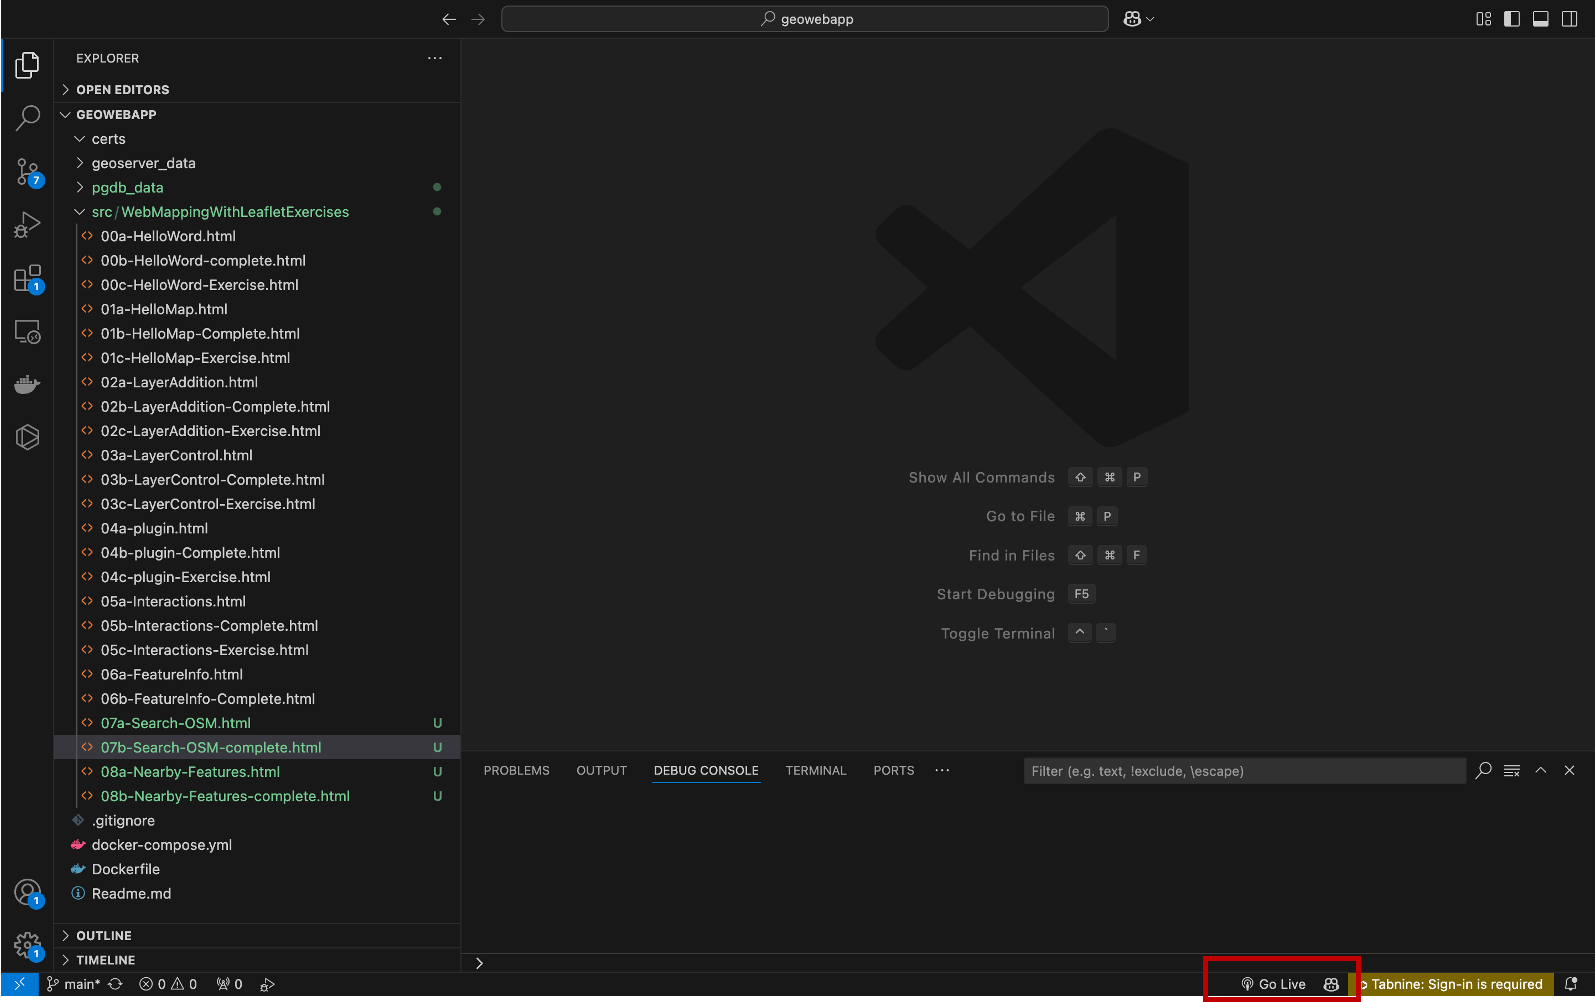 geowebapp
EXPLORER
OPEN EDITORS
GEOWEBAPP
certs
geoserver_data
pgdb_data
src/WebMappingWithLeafletExercises
00a-HelloWord.html
00b-HelloWord-complete.html
00c-HelloWord-Exercise.html
01a-HelloMap.html
01b-HelloMap-Complete.html
01c-HelloMap-Exercise.html
02a-LayerAddition.html
02b-LayerAddition-Complete.html
02c-LayerAddition-Exercise.html
03a-LayerControl.html
03b-LayerControl-Complete.html
03c-LayerControl-Exercise.html
04a-plugin.html
04b-plugin-Complete.html
04c-plugin-Exercise.html
05a-Interactions.html
05b-Interactions-Complete.html
05c-Interactions-Exercise.html
06a-FeatureInfo.html
06b-FeatureInfo-Complete.html
07a-Search-OSM.html U
07b-Search-OSM-complete.html U
08a-Nearby-Features.html U
08b-Nearby-Features-complete.html U
.gitignore
docker-compose.yml
Dockerfile
Readme.md
OUTLINE
TIMELINE
7
1
1
1
Show All Commands ⇧ ⌘ P
Go to File ⌘ P
Find in Files ⇧ ⌘ F
Start Debugging F5
Toggle Terminal ^ `
PROBLEMS OUTPUT DEBUG CONSOLE TERMINAL PORTS ··· Filter (e.g. text, !exclude, \escape)
main* 0 0 0 Go Live Tabnine: Sign-in is required